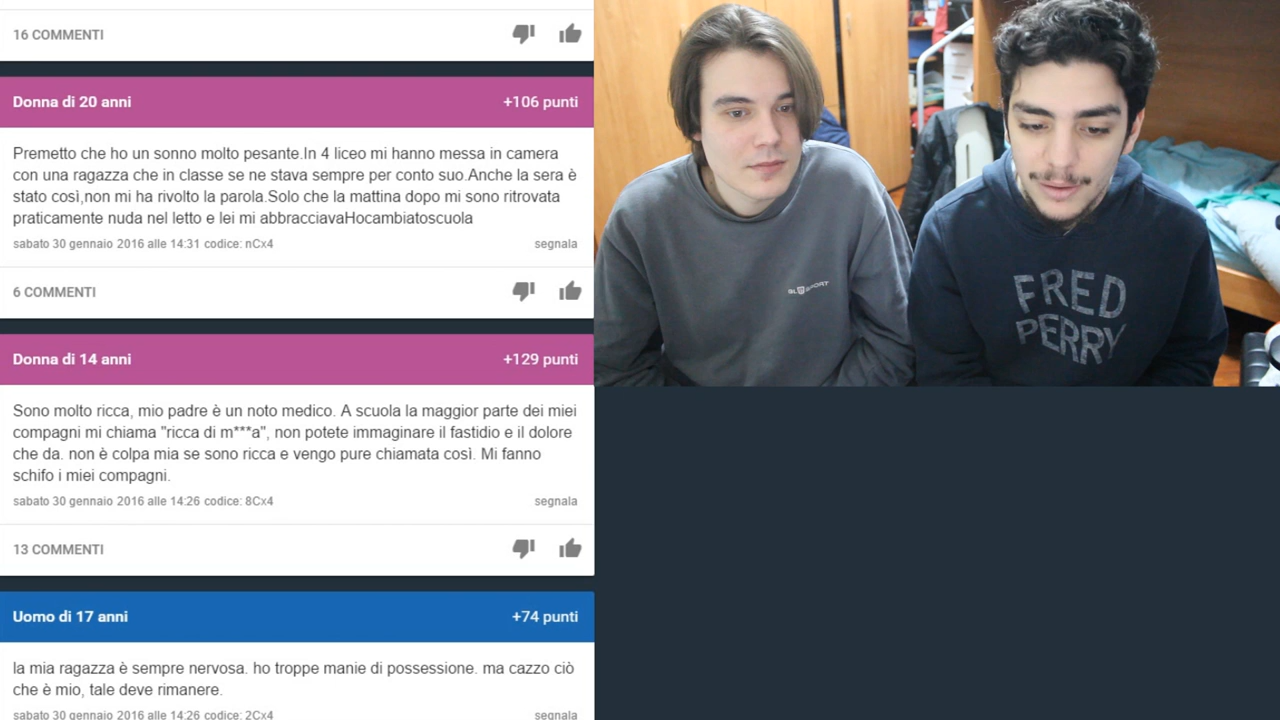 16 COMMENTI
Donna di 20 anni
+106 punti
Premetto che ho un sonno molto pesante.In 4 liceo mi hanno messa in camera
con una ragazza che in classe se ne stava sempre per conto suo.Anche la sera è
stato così,non mi ha rivolto la parola.Solo che la mattina dopo mi sono ritrovata
praticamente nuda nel letto e lei mi abbracciavaHocambiatoscuola
sabato 30 gennaio 2016 alle 14:31 codice: nCx4
segnala
6 COMMENTI
Donna di 14 anni
+129 punti
Sono molto ricca, mio padre è un noto medico. A scuola la maggior parte dei miei
compagni mi chiama "ricca di m***a", non potete immaginare il fastidio e il dolore
che da. non è colpa mia se sono ricca e vengo pure chiamata così. Mi fanno
schifo i miei compagni.
sabato 30 gennaio 2016 alle 14:26 codice: 8Cx4
segnala
13 COMMENTI
Uomo di 17 anni
+74 punti
la mia ragazza è sempre nervosa. ho troppe manie di possessione. ma cazzo ciò
che è mio, tale deve rimanere.
sabato 30 gennaio 2016 alle 14:26 codice: 2Cx4
segnala
FRED
PERRY